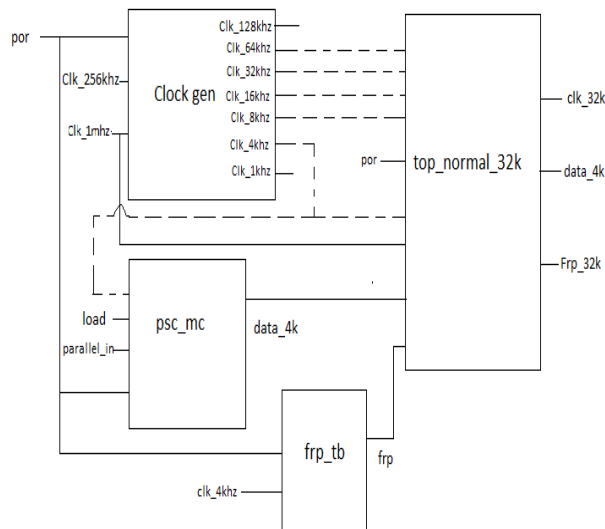 por
Clk_256khz
Clk_1mhz
Clock gen
Clk_128khz
Clk_64khz
Clk_32khz
Clk_16khz
Clk_8khz
Clk_4khz
Clk_1khz
por
top_normal_32k
clk_32k
data_4k
Frp_32k
load
parallel_in
psc_mc
data_4k
frp_tb
clk_4khz
frp